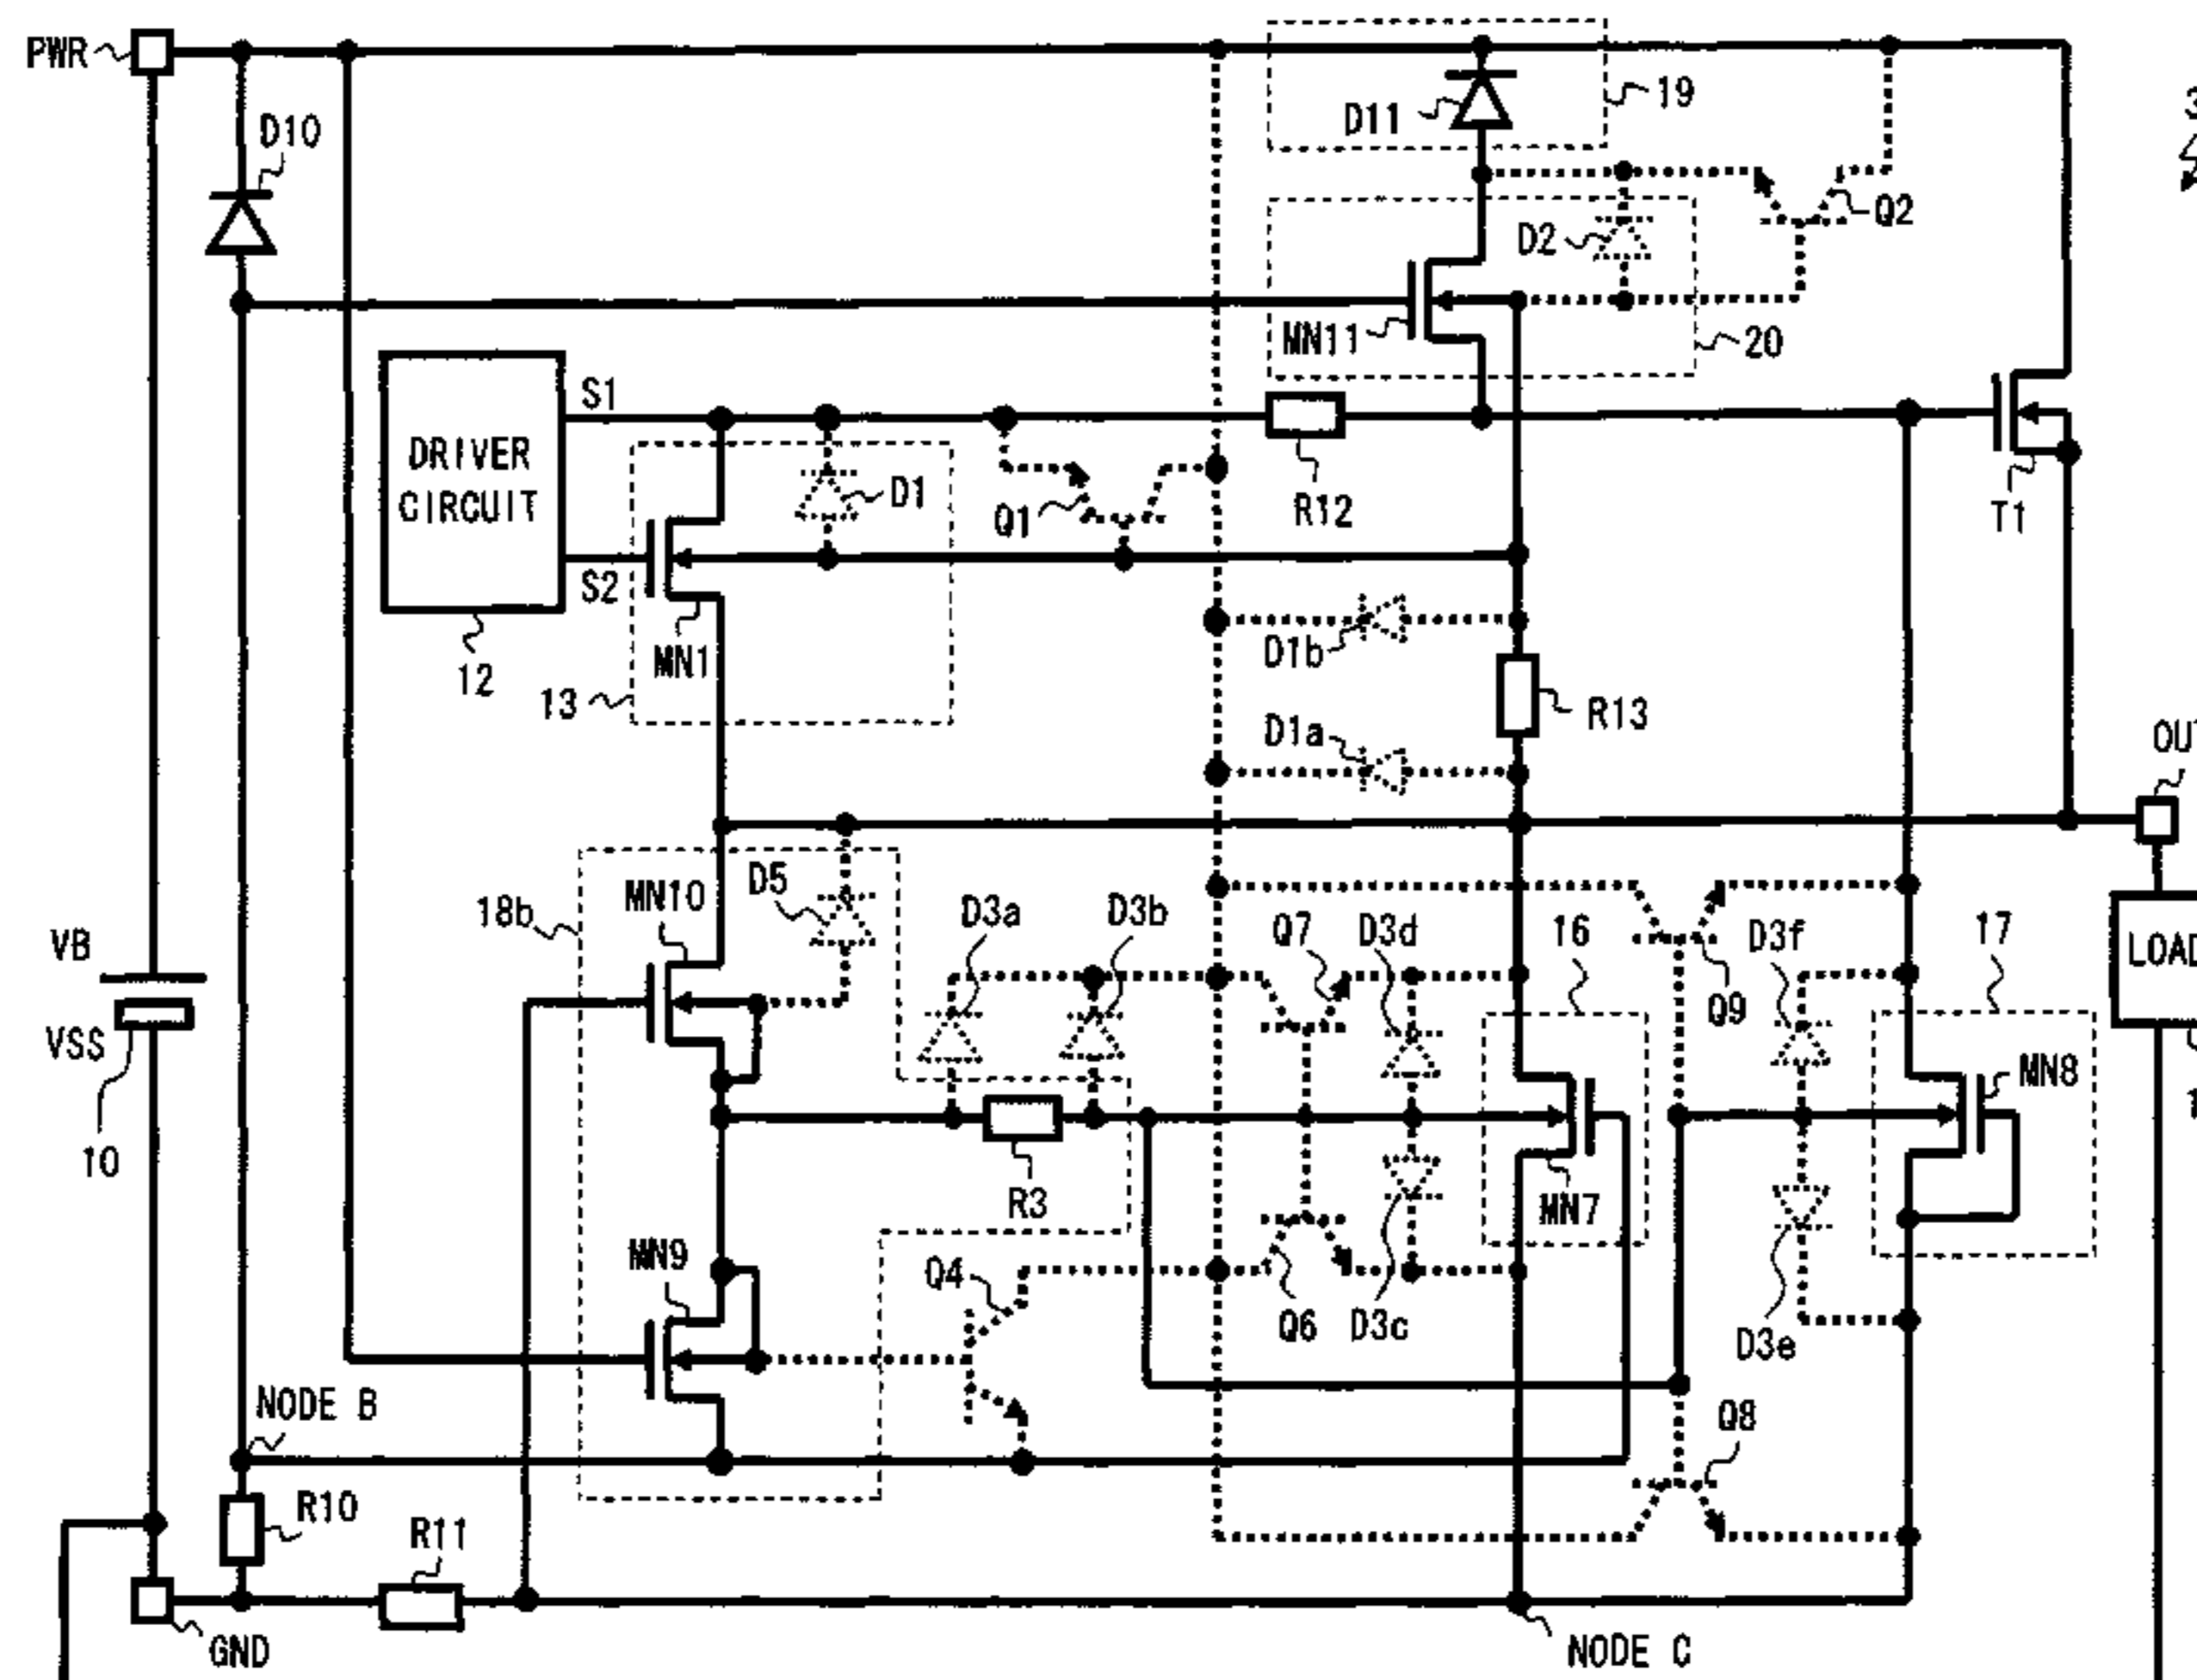 PWR
D10
D11
19
3
D2
Q2
MN11
20
DRIVER
CIRCUIT
S1
S2
D1
Q1
R12
T1
12
MN1
13
D1b
R13
D1a
OUT
18b
MN10
D5
D3a
D3b
Q7
D3d
16
D3f
17
LOAD
Q9
VB
VSS
10
MN8
R3
MN7
MN9
Q4
Q6
D3c
D3e
NODE B
Q8
R10
R11
GND
NODE C